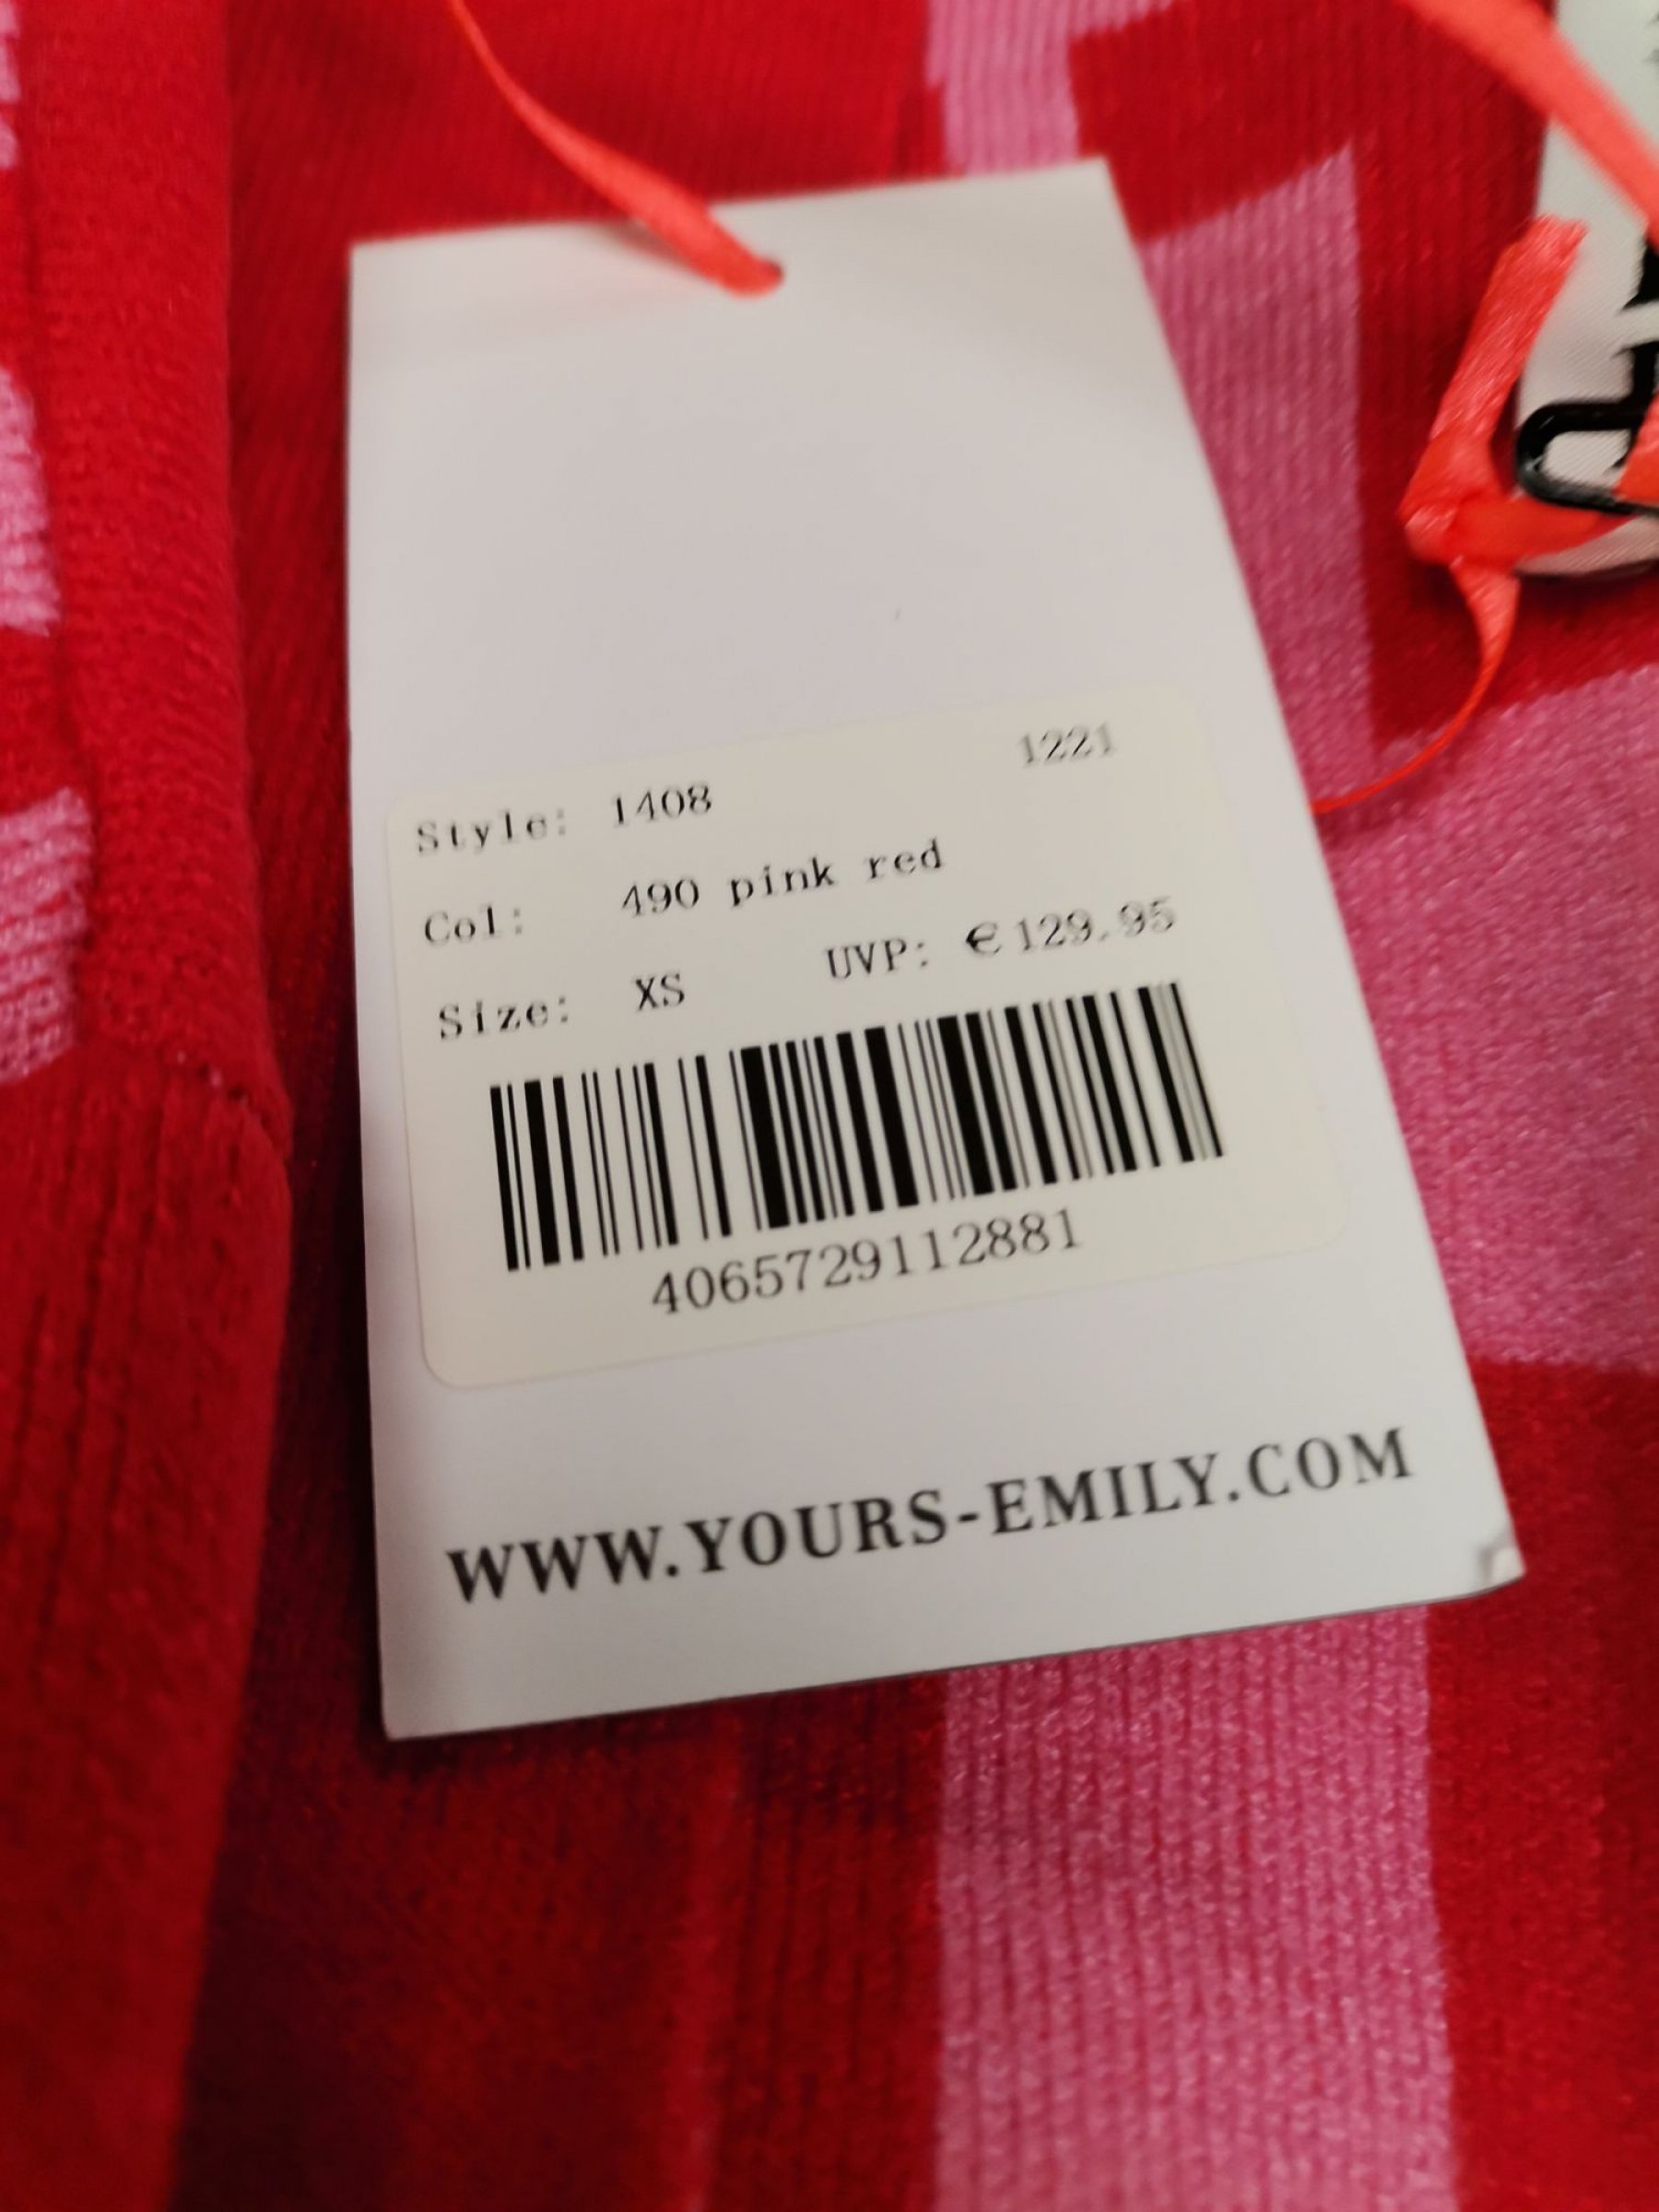 1221
Style: 1408
Col: 490 pink red
Size: XS UVP: €129.95
4065729112881
WWW.YOURS-EMILY.COM